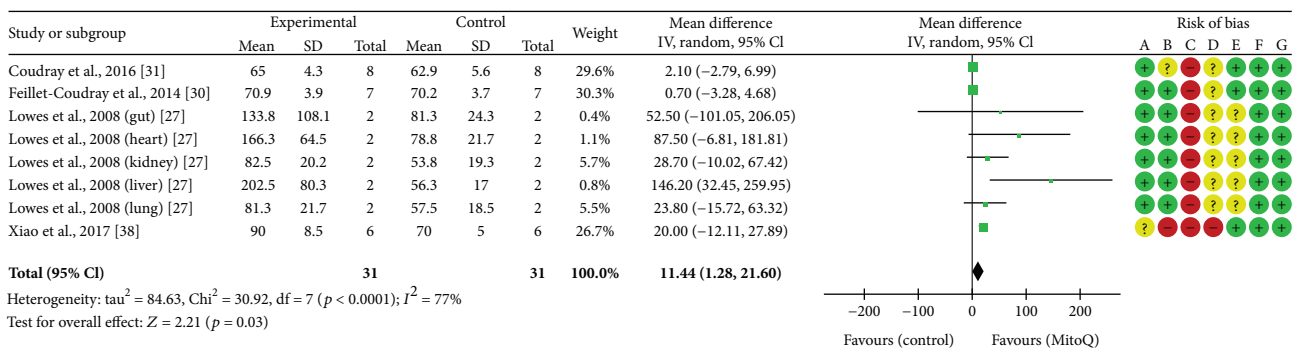 Study or subgroup Experimental Control Weight Mean difference Mean difference Risk of bias
Mean SD Total Mean SD Total IV, random, 95% Cl IV, random, 95% Cl A B C D E F G
Coudray et al., 2016 [31] 65 4.3 8 62.9 5.6 8 29.6% 2.10 (−2.79, 6.99) + ? − ? + + +
Feillet-Coudray et al., 2014 [30] 70.9 3.9 7 70.2 3.7 7 30.3% 0.70 (−3.28, 4.68) + + − ? + + +
Lowes et al., 2008 (gut) [27] 133.8 108.1 2 81.3 24.3 2 0.4% 52.50 (−101.05, 206.05) + + − ? ? + +
Lowes et al., 2008 (heart) [27] 166.3 64.5 2 78.8 21.7 2 1.1% 87.50 (−6.81, 181.81) + + − ? ? + +
Lowes et al., 2008 (kidney) [27] 82.5 20.2 2 53.8 19.3 2 5.7% 28.70 (−10.02, 67.42) + + − ? ? + +
Lowes et al., 2008 (liver) [27] 202.5 80.3 2 56.3 17 2 0.8% 146.20 (32.45, 259.95) + + − ? ? + +
Lowes et al., 2008 (lung) [27] 81.3 21.7 2 57.5 18.5 2 5.5% 23.80 (−15.72, 63.32) + + − ? ? + +
Xiao et al., 2017 [38] 90 8.5 6 70 5 6 26.7% 20.00 (−12.11, 27.89) ? − − − + + +
Total (95% Cl) 31 31 100.0% 11.44 (1.28, 21.60)
Heterogeneity: tau² = 84.63, Chi² = 30.92, df = 7 (p < 0.0001); I² = 77%
Test for overall effect: Z = 2.21 (p = 0.03)
−200 −100 0 100 200
Favours (control) Favours (MitoQ)